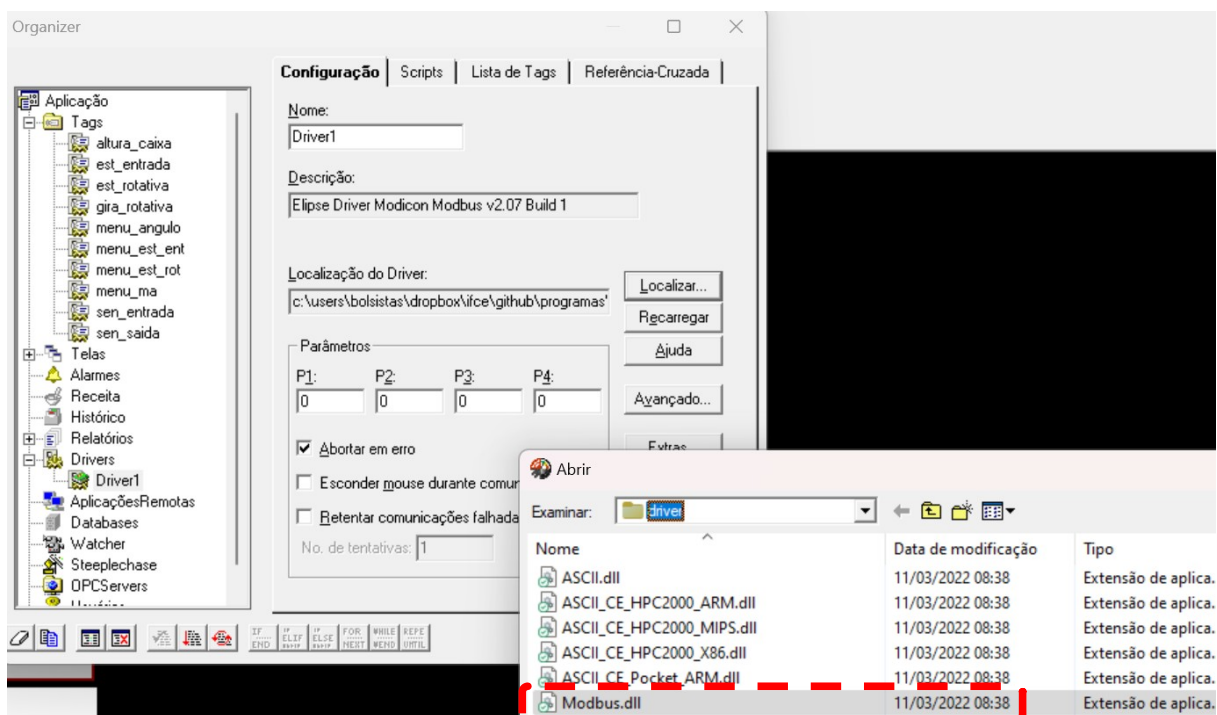 Organizer
Configuração Scripts Lista de Tags Referência-Cruzada
Aplicação
Tags
altura_caixa
est_entrada
est_rotativa
gira_rotativa
menu_angulo
menu_est_ent
menu_est_rot
menu_ma
sen_entrada
sen_saida
Telas
Alarmes
Receita
Histórico
Relatórios
Drivers
Driver1
AplicaçõesRemotas
Databases
Watcher
Steeplechase
OPCServers
Nome:
Driver1
Descrição:
Elipse Driver Modicon Modbus v2.07 Build 1
Localização do Driver:
c:\users\bolsistas\dropbox\ifce\github\programas'
Localizar...
Recarregar
Ajuda
Avançado...
Extras
Parâmetros
P1: P2: P3: P4:
0 0 0 0
Abortar em erro
Esconder mouse durante comur
Retentar comunicações falhada
No. de tentativas: 1
IF END
IF ELIF
IF ELSE
FOR NEXT
WHILE WEND
REPE UNTIL
Abrir
Examinar: driver
Nome Data de modificação Tipo
ASCII.dll 11/03/2022 08:38 Extensão de aplica.
ASCII_CE_HPC2000_ARM.dll 11/03/2022 08:38 Extensão de aplica.
ASCII_CE_HPC2000_MIPS.dll 11/03/2022 08:38 Extensão de aplica.
ASCII_CE_HPC2000_X86.dll 11/03/2022 08:38 Extensão de aplica.
ASCII_CE_Pocket_ARM.dll 11/03/2022 08:38 Extensão de aplica.
Modbus.dll 11/03/2022 08:38 Extensão de aplica.